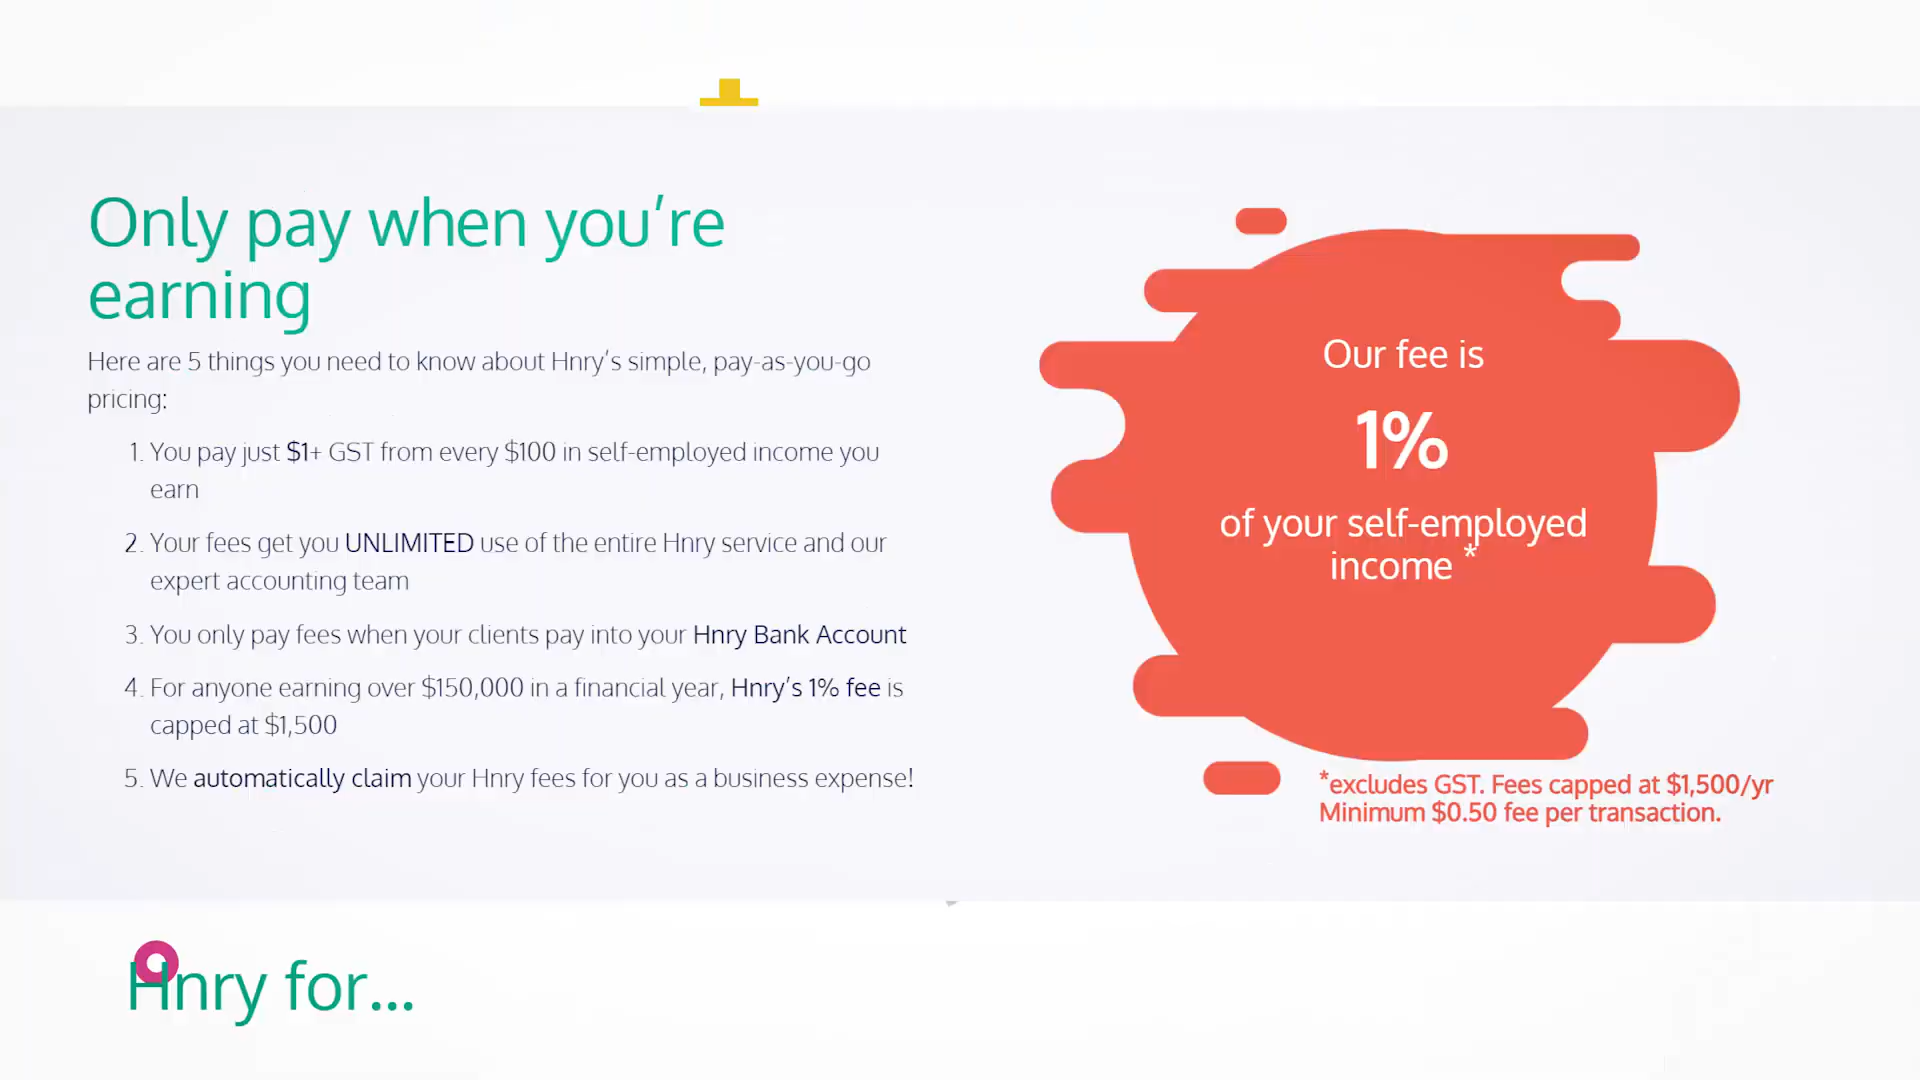 Only pay when you're
earning
Here are 5 things you need to know about Hnry's simple, pay-as-you-go
pricing:
1. You pay just $1+ GST from every $100 in self-employed income you
earn
2. Your fees get you UNLIMITED use of the entire Hnry service and our
expert accounting team
3. You only pay fees when your clients pay into your Hnry Bank Account
4. For anyone earning over $150,000 in a financial year, Hnry's 1% fee is
capped at $1,500
5. We automatically claim your Hnry fees for you as a business expense!
Our fee is
1%
of your self-employed
income *
*excludes GST. Fees capped at $1,500/yr
Minimum $0.50 fee per transaction.
Hnry for...